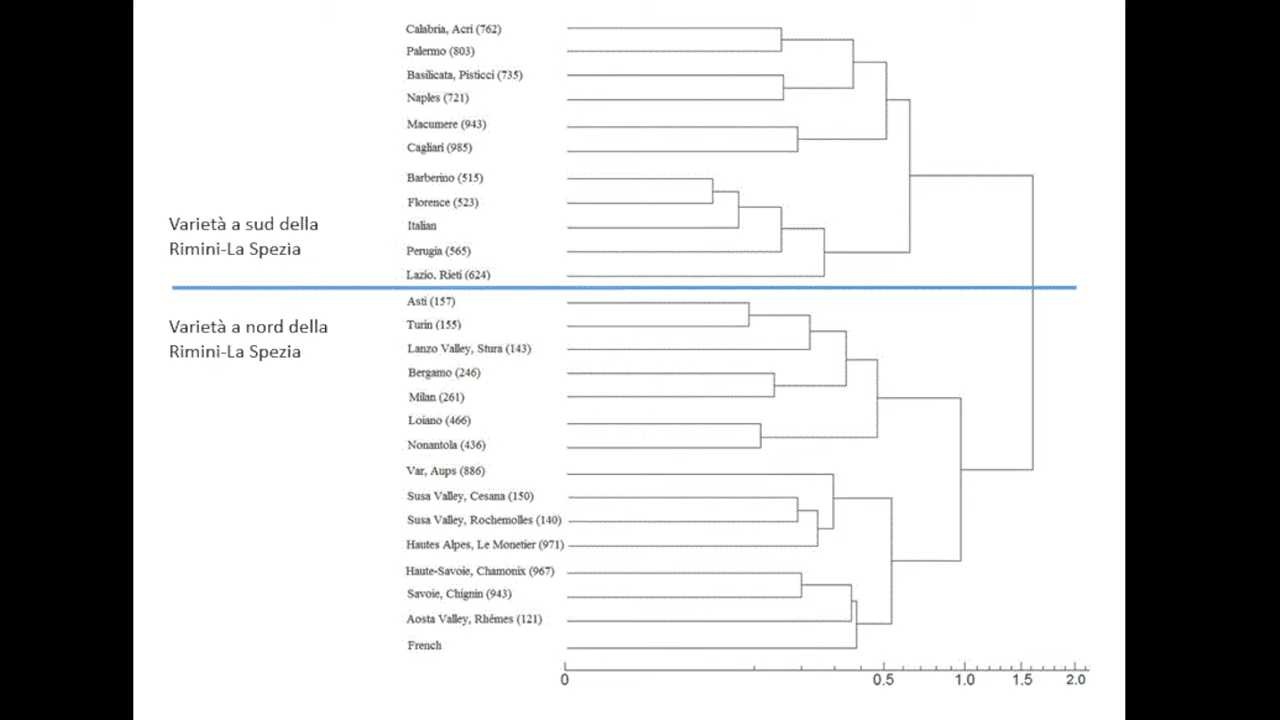 Calabria, Acri (762)
Palermo (803)
Basilicata, Pisticci (735)
Naples (721)
Macumere (943)
Cagliari (985)
Barberino (515)
Florence (523)
Varietà a sud della
Rimini-La Spezia
Italian
Perugia (565)
Lazio. Rieti (624)
Asti (157)
Varietà a nord della
Rimini-La Spezia
Turin (155)
Lanzo Valley, Stura (143)
Bergamo (246)
Milan (261)
Loiano (466)
Nonantola (436)
Var, Aups (886)
Susa Valley, Cesana (150)
Susa Valley, Rochemolles (140)
Hautes Alpes, Le Monetier (971)
Haute-Savoie, Chamonix (967)
Savoie, Chignin (943)
Aosta Valley, Rhêmes (121)
French
0 0.5 1.0 1.5 2.0